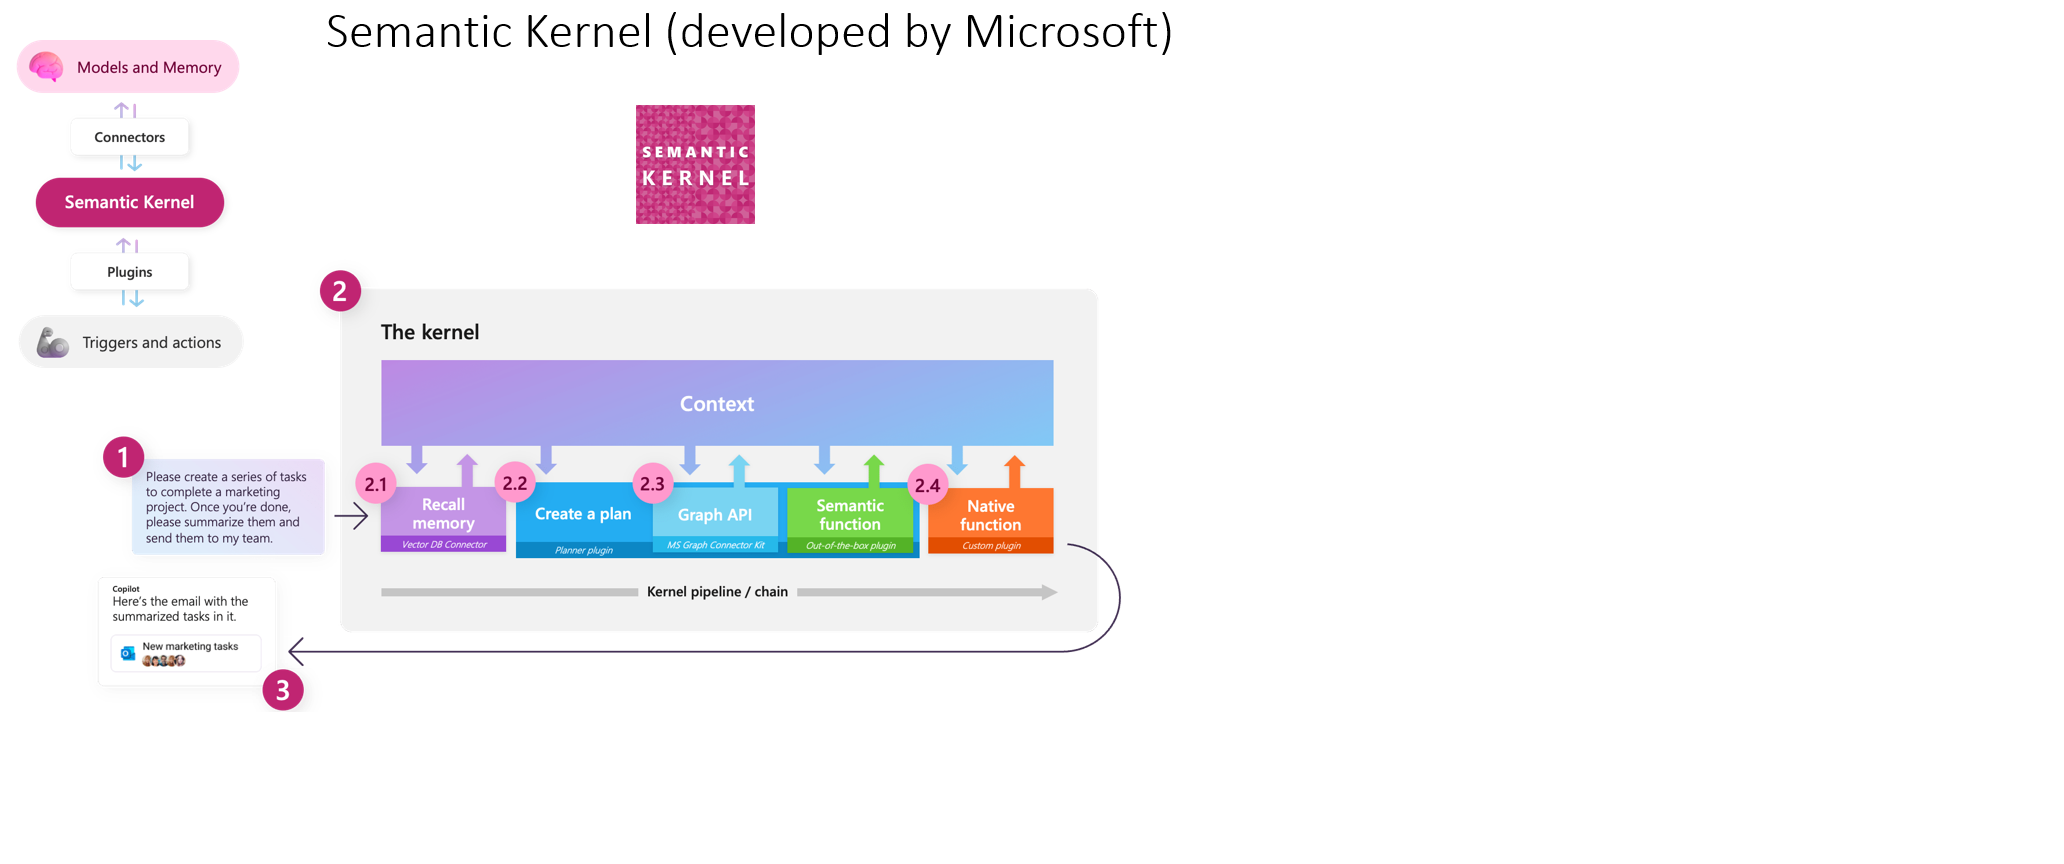 Semantic Kernel (developed by Microsoft)
Models and Memory
Connectors
Semantic Kernel
Plugins
Triggers and actions
SEMANTIC
KERNEL
2
The kernel
Context
1
Please create a series of tasks
to complete a marketing
project. Once you're done,
please summarize them and
send them to my team.
2.1
Recall
memory
Vector DB Connector
2.2
Create a plan
Planner plugin
2.3
Graph API
MS Graph Connector Kit
Semantic
function
Out-of-the-box plugin
2.4
Native
function
Custom plugin
Kernel pipeline / chain
Copilot
Here's the email with the
summarized tasks in it.
New marketing tasks
3